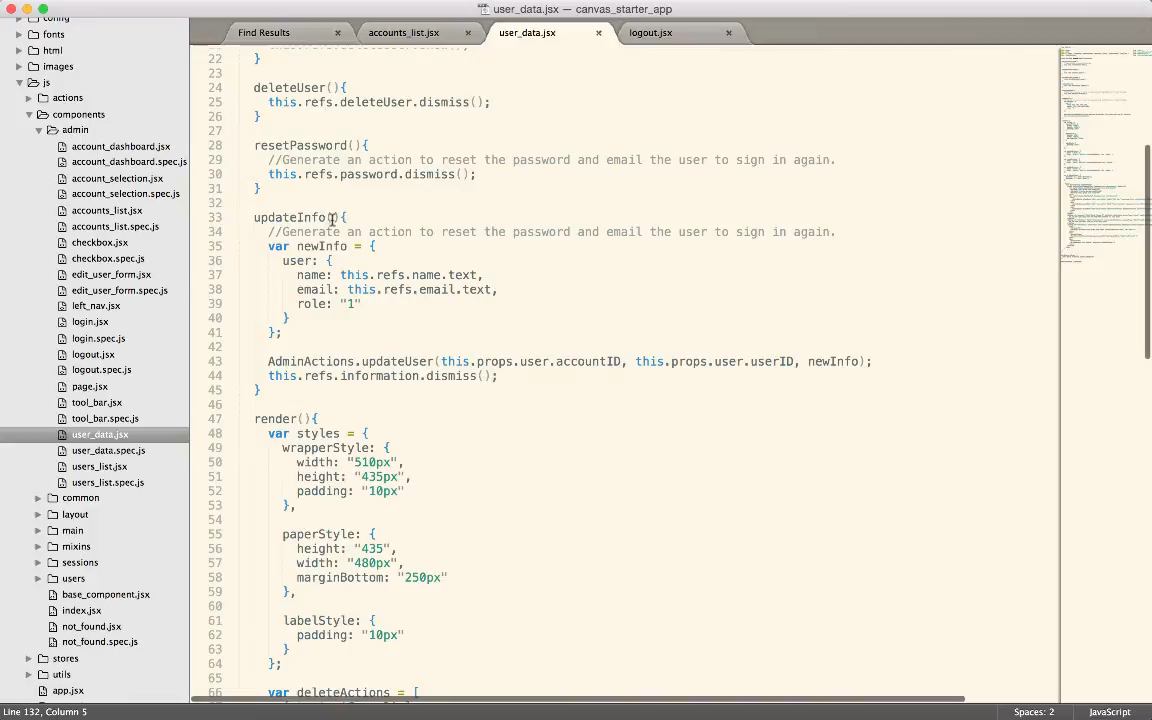 user_data.jsx — canvas_starter_app
Find Results ×
accounts_list.jsx ×
user_data.jsx ×
logout.jsx ×
config
fonts
html
images
js
actions
components
admin
account_dashboard.jsx
account_dashboard.spec.js
account_selection.jsx
account_selection.spec.js
accounts_list.jsx
accounts_list.spec.js
checkbox.jsx
checkbox.spec.js
edit_user_form.jsx
edit_user_form.spec.js
left_nav.jsx
login.jsx
login.spec.js
logout.jsx
logout.spec.js
page.jsx
tool_bar.jsx
tool_bar.spec.js
user_data.jsx
user_data.spec.js
users_list.jsx
users_list.spec.js
common
layout
main
mixins
sessions
users
base_component.jsx
index.jsx
not_found.jsx
not_found.spec.js
stores
utils
app.jsx
22 }
23
24 deleteUser(){
25 this.refs.deleteUser.dismiss();
26 }
27
28 resetPassword(){
29 //Generate an action to reset the password and email the user to sign in again.
30 this.refs.password.dismiss();
31 }
32
33 updateInfo(){
34 //Generate an action to reset the password and email the user to sign in again.
35 var newInfo = {
36 user: {
37 name: this.refs.name.text,
38 email: this.refs.email.text,
39 role: "1"
40 }
41 };
42
43 AdminActions.updateUser(this.props.user.accountID, this.props.user.userID, newInfo);
44 this.refs.information.dismiss();
45 }
46
47 render(){
48 var styles = {
49 wrapperStyle: {
50 width: "510px",
51 height: "435px",
52 padding: "10px"
53 },
54
55 paperStyle: {
56 height: "435",
57 width: "480px",
58 marginBottom: "250px"
59 },
60
61 labelStyle: {
62 padding: "10px"
63 }
64 };
65
66 var deleteActions = [
Line 132, Column 5
Spaces: 2
JavaScript